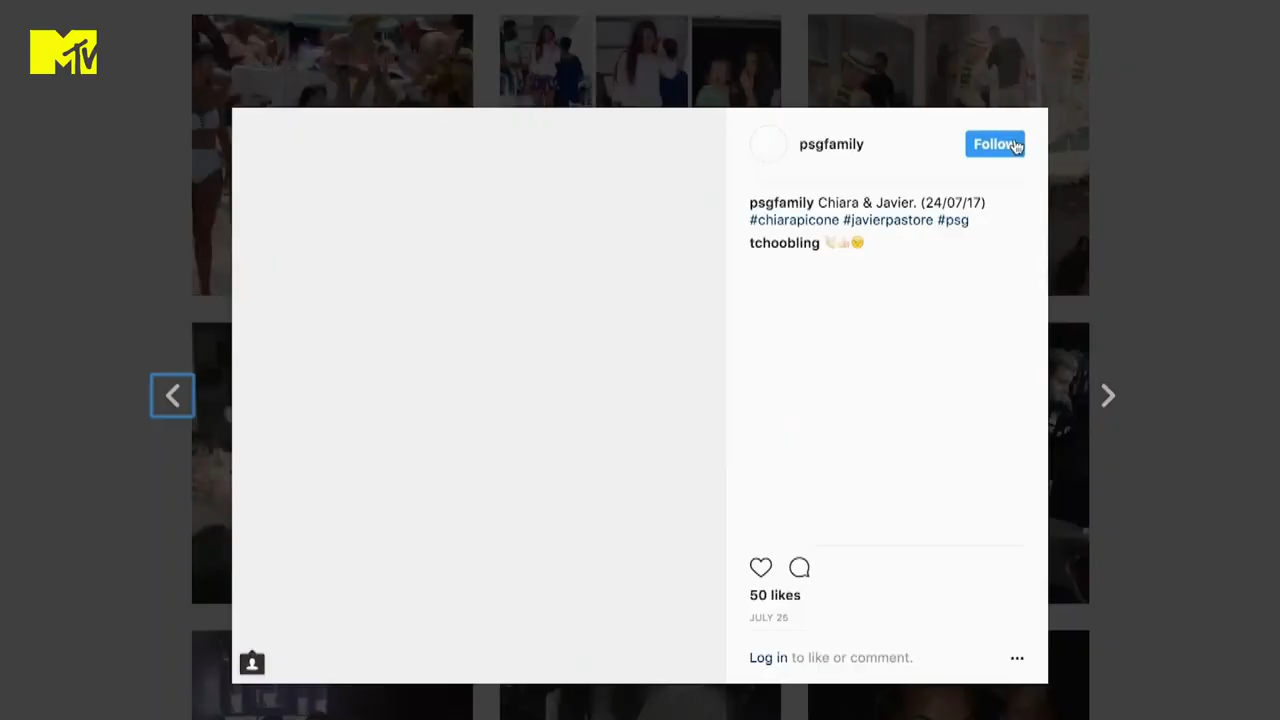 MTV
psgfamily
Follow
psgfamily Chiara & Javier. (24/07/17)
#chiarapicone #javierpastore #psg
tchoobling
50 likes
JULY 26
Log in to like or comment.